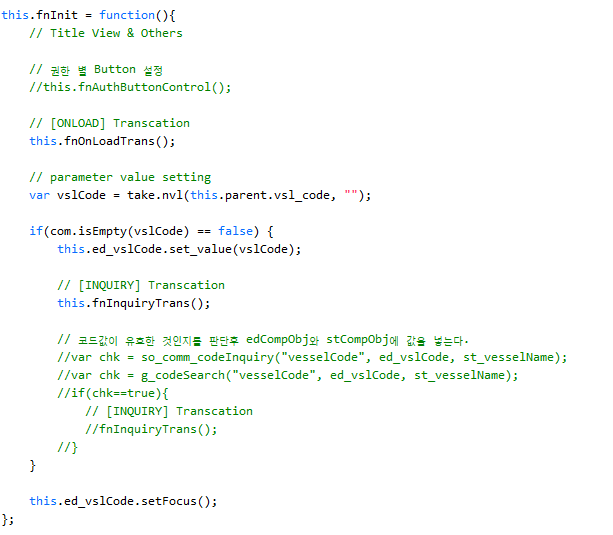 this.fnInit = function(){
    // Title View & Others

    // 권한 별 Button 설정
    //this.fnAuthButtonControl();

    // [ONLOAD] Transcation
    this.fnOnLoadTrans();

    // parameter value setting
    var vslCode = take.nvl(this.parent.vsl_code, "");

    if(com.isEmpty(vslCode) == false) {
        this.ed_vslCode.set_value(vslCode);

        // [INQUIRY] Transcation
        this.fnInquiryTrans();

        // 코드값이 유효한 것인지를 판단후 edCompObj와 stCompObj에 값을 넣는다.
        //var chk = so_comm_codeInquiry("vesselCode", ed_vslCode, st_vesselName);
        //var chk = g_codeSearch("vesselCode", ed_vslCode, st_vesselName);
        //if(chk==true){
            // [INQUIRY] Transcation
            //fnInquiryTrans();
        //}
    }

    this.ed_vslCode.setFocus();
};